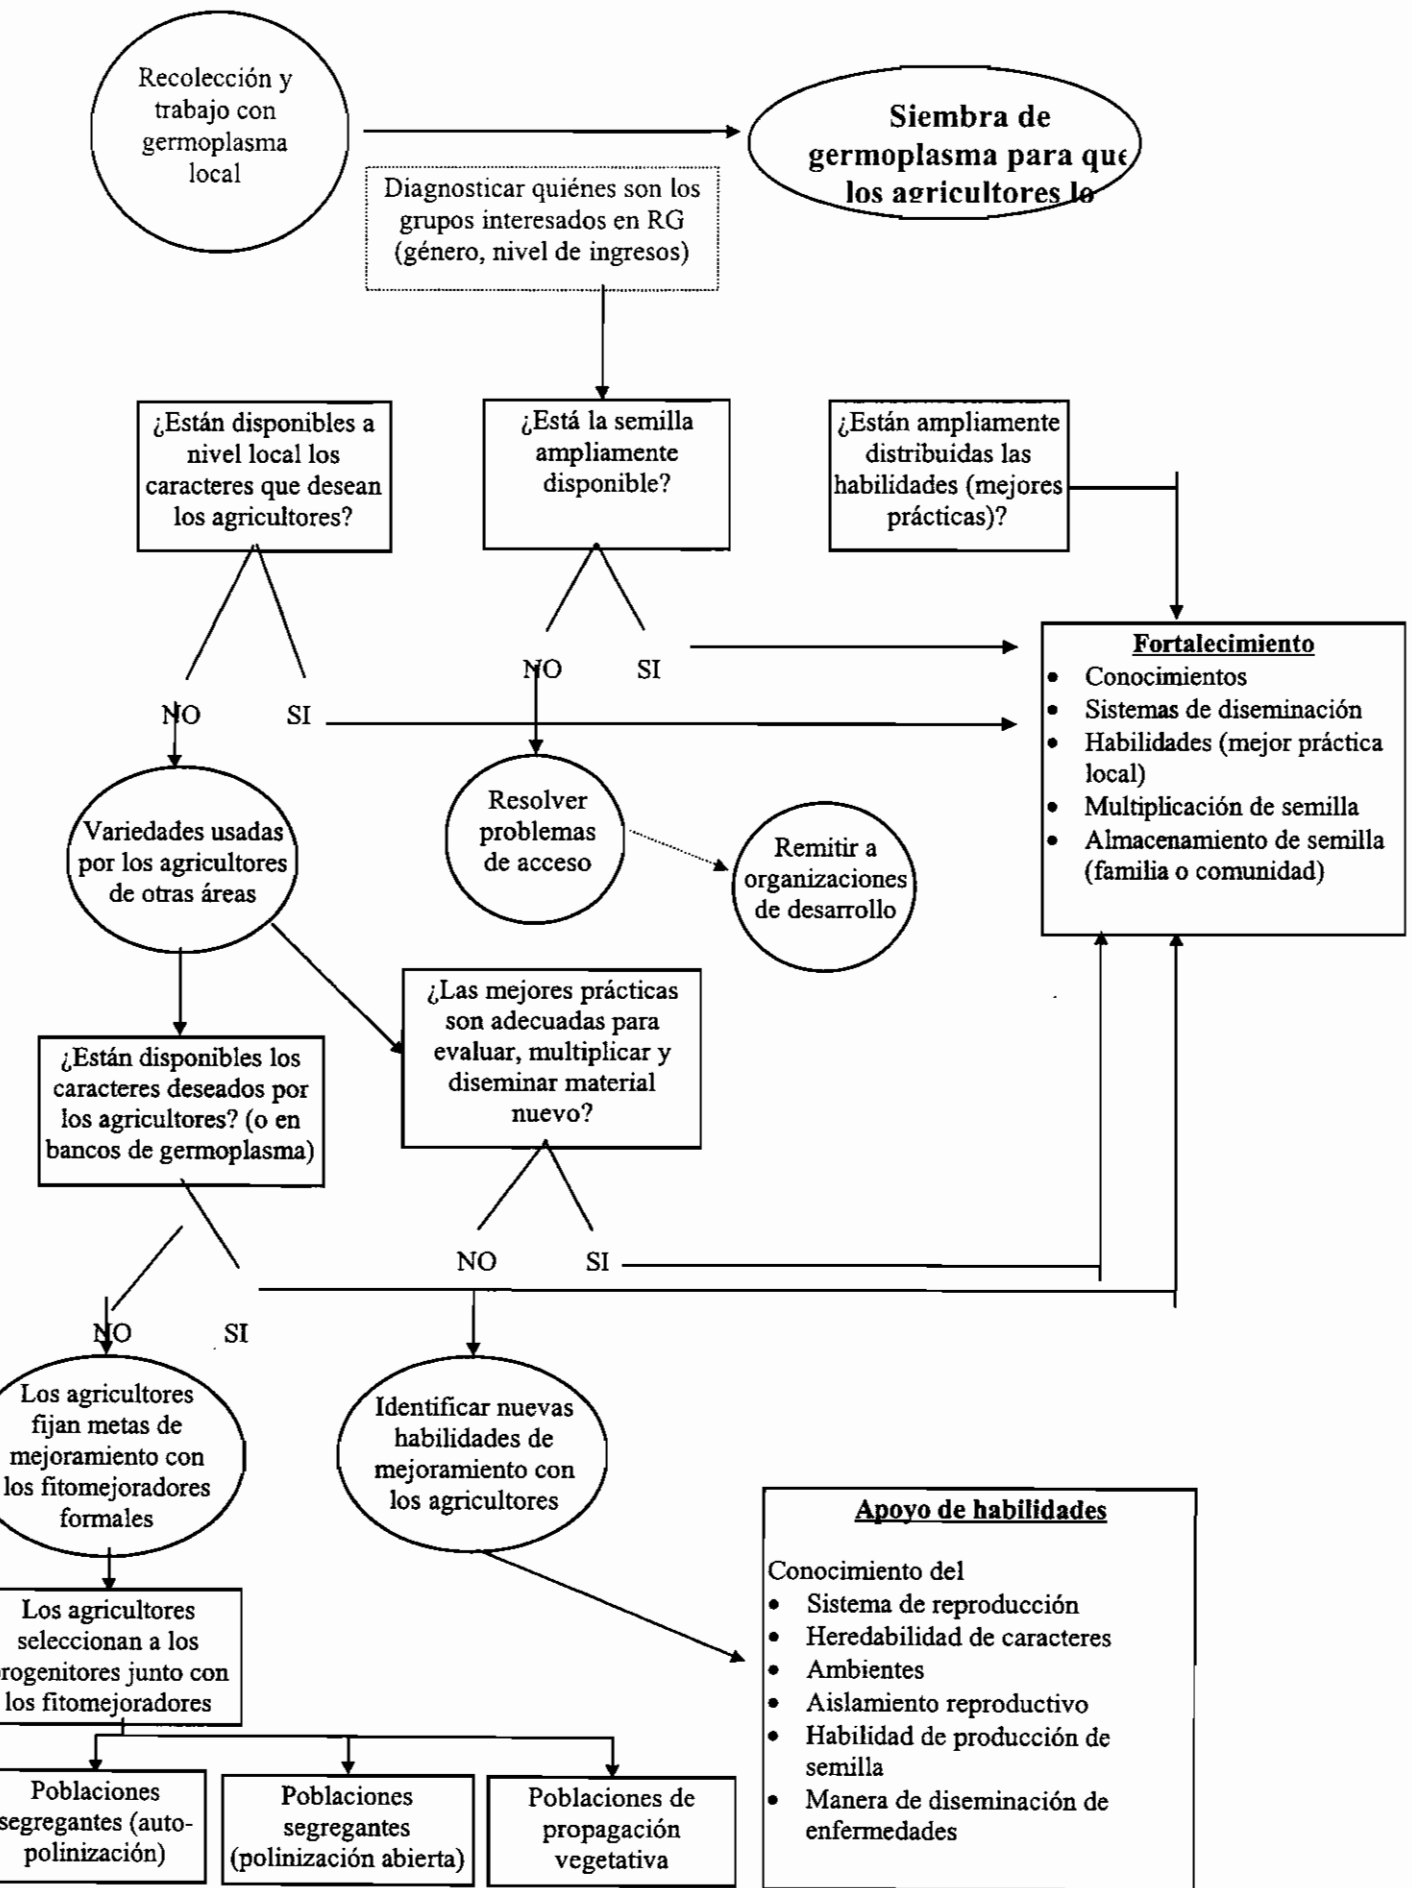 Recolección y
trabajo con
germoplasma
local
Siembra de
germoplasma para que
los agricultores lo
Diagnosticar quiénes son los
grupos interesados en RG
(género, nivel de ingresos)
¿Están disponibles a
nivel local los
caracteres que desean
los agricultores?
¿Está la semilla
ampliamente
disponible?
¿Están ampliamente
distribuidas las
habilidades (mejores
prácticas)?
NO SI
NO SI
Fortalecimiento
• Conocimientos
• Sistemas de diseminación
• Habilidades (mejor práctica
local)
• Multiplicación de semilla
• Almacenamiento de semilla
(familia o comunidad)
Variedades usadas
por los agricultores
de otras áreas
Resolver
problemas
de acceso
Remitir a
organizaciones
de desarrollo
¿Están disponibles los
caracteres deseados por
los agricultores? (o en
bancos de germoplasma)
¿Las mejores prácticas
son adecuadas para
evaluar, multiplicar y
diseminar material
nuevo?
NO SI
NO SI
Los agricultores
fijan metas de
mejoramiento con
los fitomejoradores
formales
Identificar nuevas
habilidades de
mejoramiento con
los agricultores
Los agricultores
seleccionan a los
rogenitores junto con
los fitomejoradores
Poblaciones
segregantes (auto-
polinización)
Poblaciones
segregantes
(polinización abierta)
Poblaciones de
propagación
vegetativa
Apoyo de habilidades
Conocimiento del
• Sistema de reproducción
• Heredabilidad de caracteres
• Ambientes
• Aislamiento reproductivo
• Habilidad de producción de
semilla
• Manera de diseminación de
enfermedades